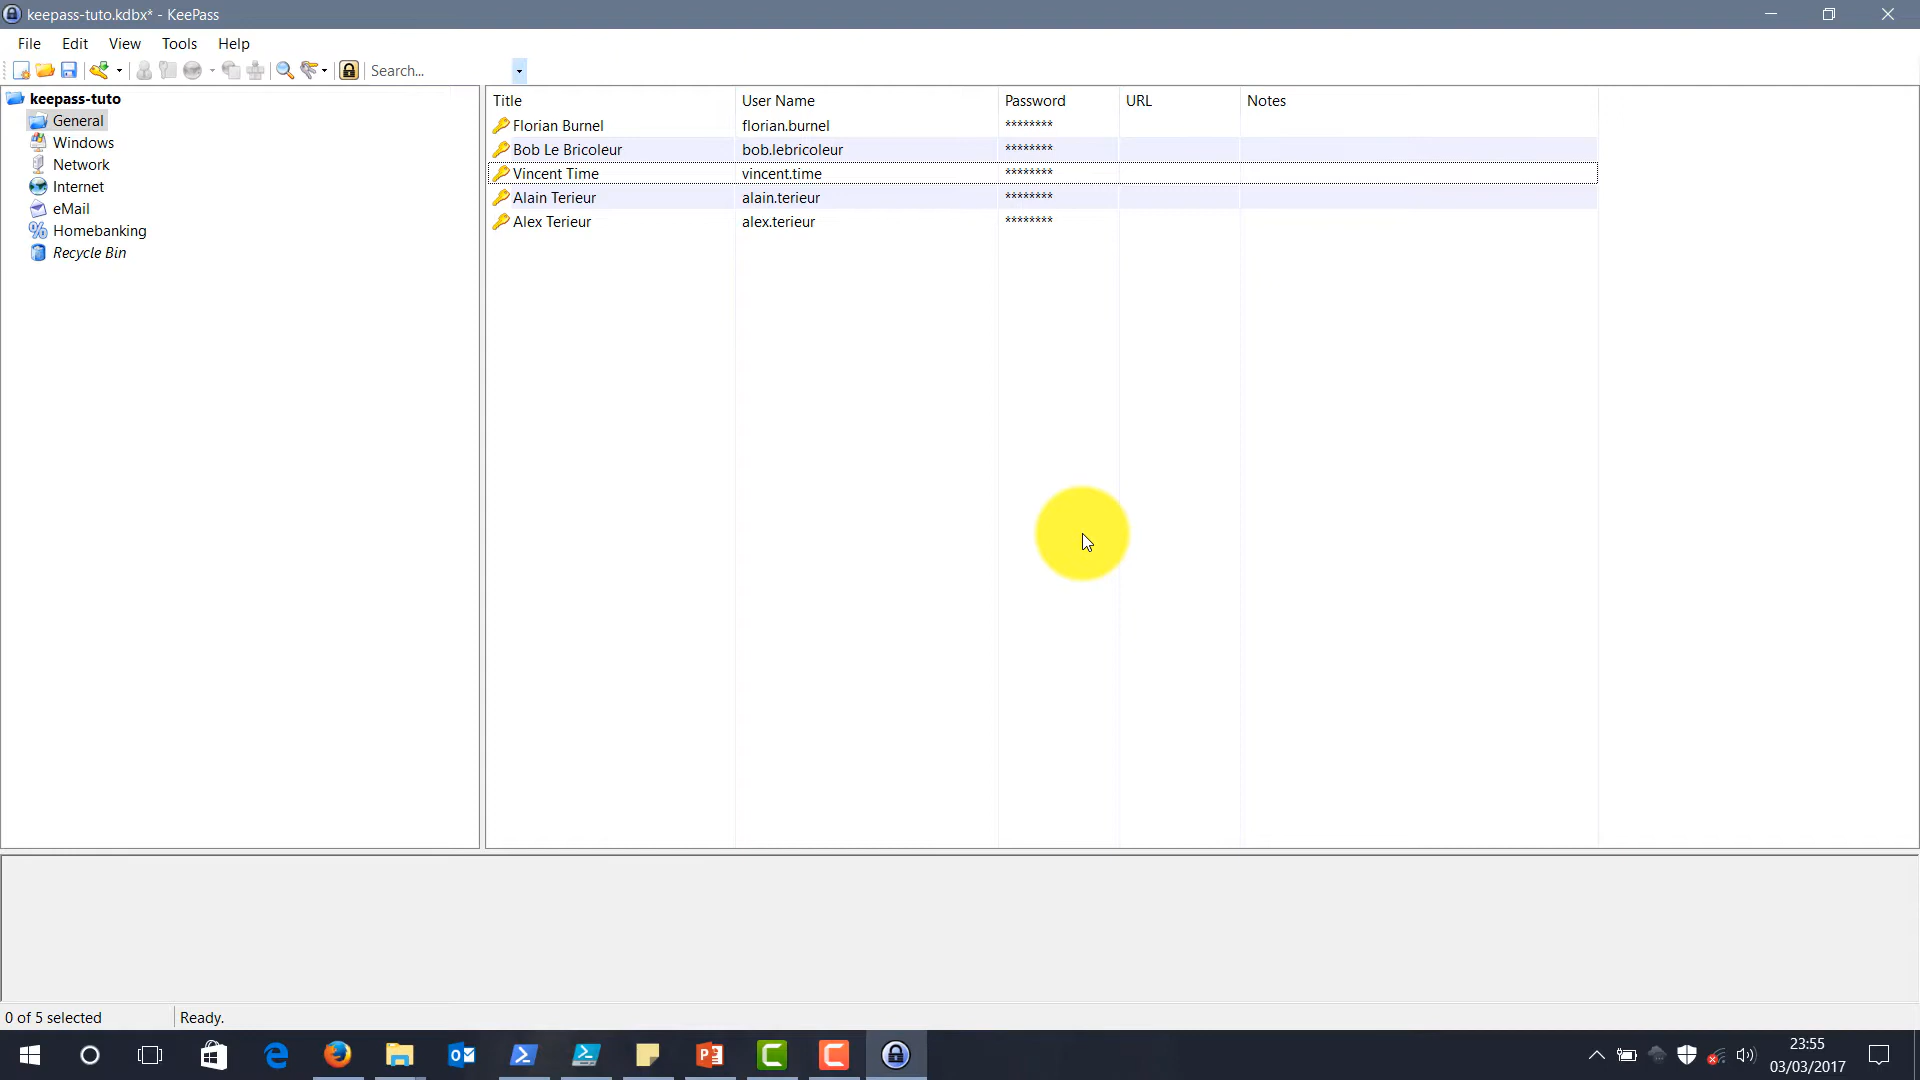 keepass-tuto.kdbx* - KeePass
File Edit View Tools Help
Search...
keepass-tuto
General
Windows
Network
Internet
eMail
Homebanking
Recycle Bin
Title User Name Password URL Notes
Florian Burnel florian.burnel ********
Bob Le Bricoleur bob.lebricoleur ********
Vincent Time vincent.time ********
Alain Terieur alain.terieur ********
Alex Terieur alex.terieur ********
0 of 5 selected Ready.
23:55
03/03/2017